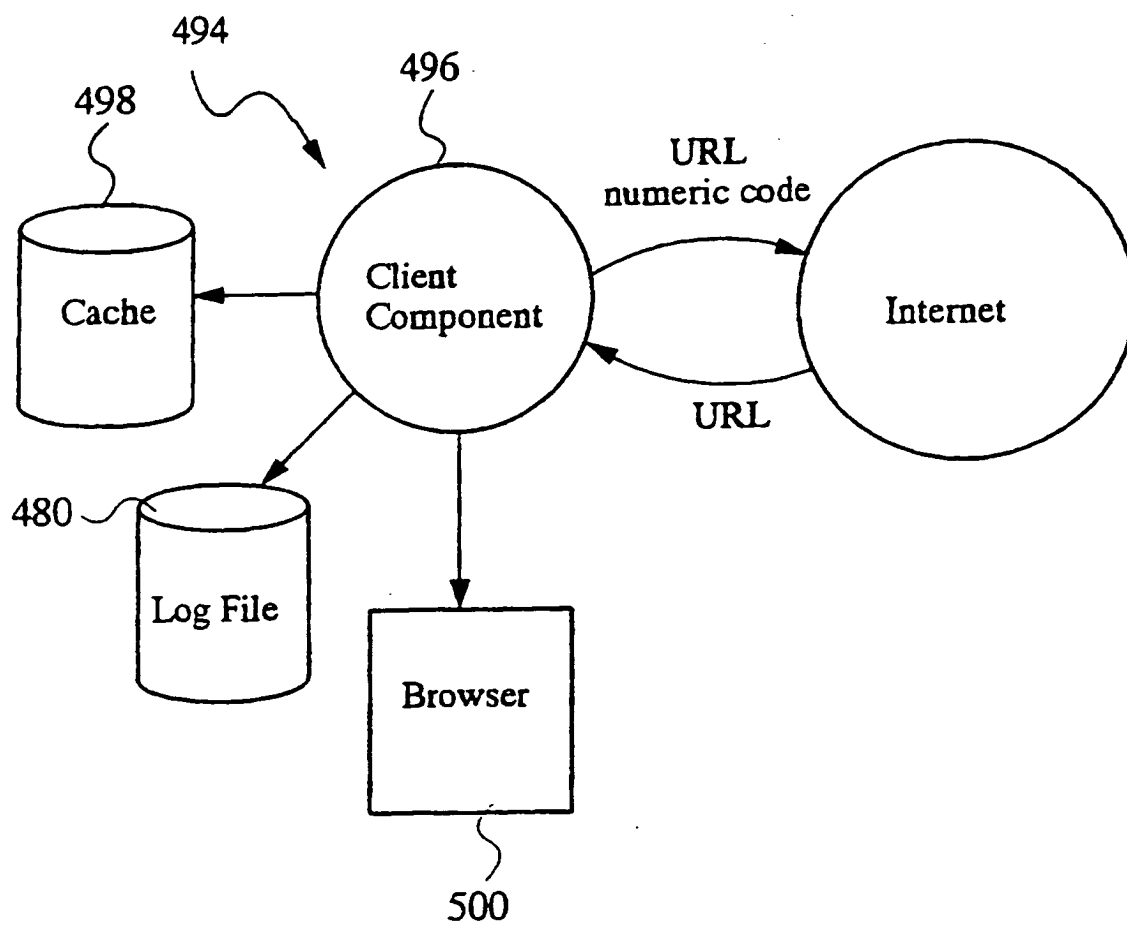 494
496
498
URL
numeric code
Client
Component
Cache
Internet
URL
480
Log File
Browser
500